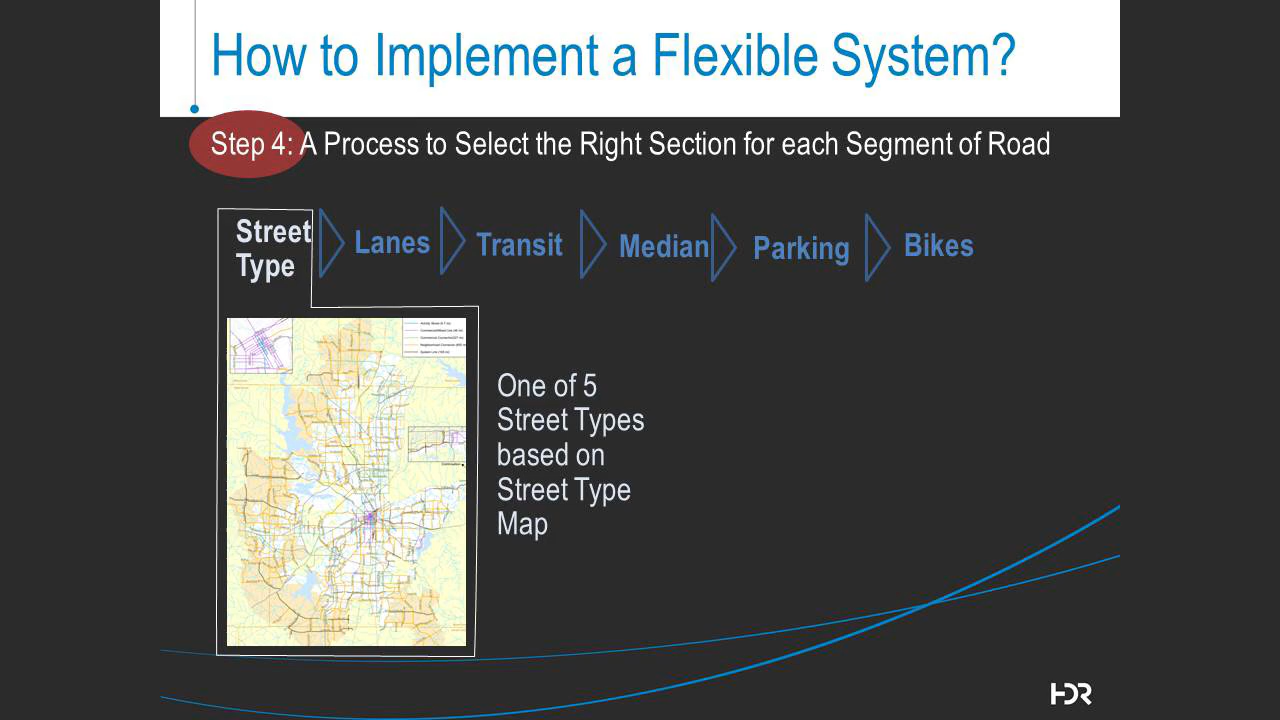 How to Implement a Flexible System?
Step 4: A Process to Select the Right Section for each Segment of Road
Street
Type
Lanes
Transit
Median
Parking
Bikes
One of 5
Street Types
based on
Street Type
Map
HDR